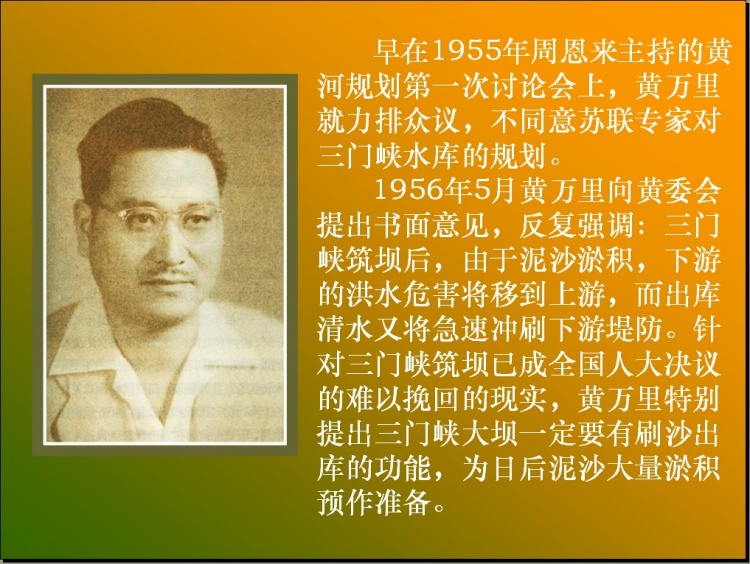 早在1955年周恩来主持的黄
河规划第一次讨论会上，黄万里
就力排众议，不同意苏联专家对
三门峡水库的规划。
1956年5月黄万里向黄委会
提出书面意见，反复强调：三门
峡筑坝后，由于泥沙淤积，下游
的洪水危害将移到上游，而出库
清水又将急速冲刷下游堤防。针
对三门峡筑坝已成全国人大决议
的难以挽回的现实，黄万里特别
提出三门峡大坝一定要有刷沙出
库的功能，为日后泥沙大量淤积
预作准备。